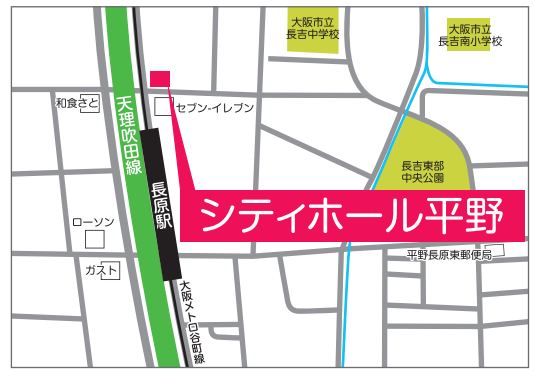 大阪市立
長吉中学校
大阪市立
長吉南小学校
和食さと
セブン-イレブン
天理吹田線
長原駅
長吉東部
中央公園
シティホール平野
ローソン
ガスト
平野長原東郵便局
大阪メトロ谷町線